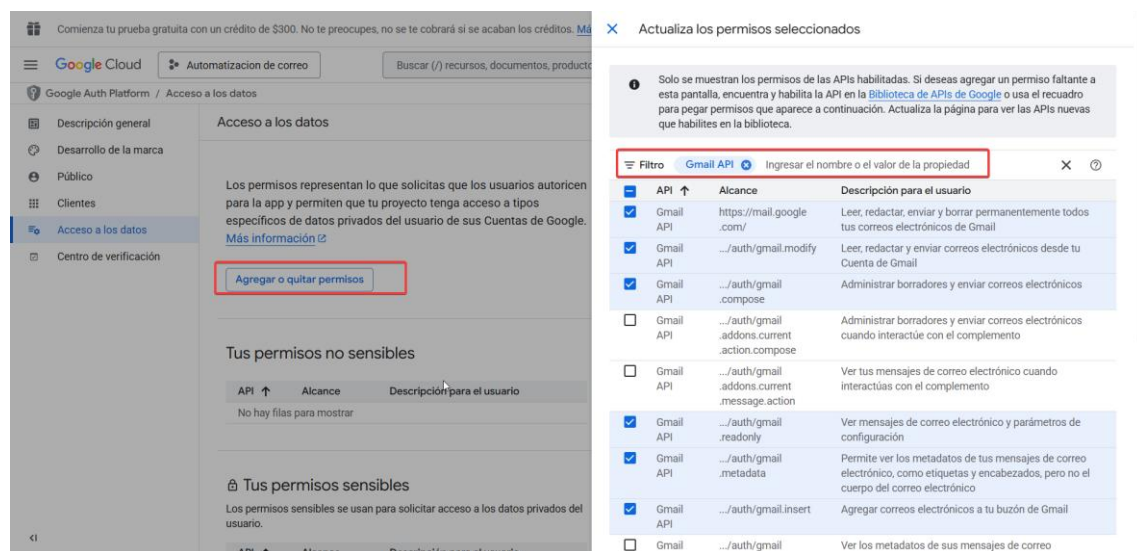 Comienza tu prueba gratuita con un crédito de $300. No te preocupes, no se te cobrará si se acaban los créditos. Má
Google Cloud
Automatizacion de correo
Buscar (/) recursos, documentos, producto
Google Auth Platform / Acceso a los datos
Descripción general
Desarrollo de la marca
Público
Clientes
Acceso a los datos
Centro de verificación
Acceso a los datos
Los permisos representan lo que solicitas que los usuarios autoricen
para la app y permiten que tu proyecto tenga acceso a tipos
específicos de datos privados del usuario de sus Cuentas de Google.
Más información
Agregar o quitar permisos
Tus permisos no sensibles
API ↑ Alcance Descripción para el usuario
No hay filas para mostrar
Tus permisos sensibles
Los permisos sensibles se usan para solicitar acceso a los datos privados del
usuario.
API ↑ Alcance Descripción para el usuario
Actualiza los permisos seleccionados
Solo se muestran los permisos de las APIs habilitadas. Si deseas agregar un permiso faltante a
esta pantalla, encuentra y habilita la API en la Biblioteca de APIs de Google o usa el recuadro
para pegar permisos que aparece a continuación. Actualiza la página para ver las APIs nuevas
que habilites en la biblioteca.
Filtro Gmail API Ingresar el nombre o el valor de la propiedad
API ↑ Alcance Descripción para el usuario
Gmail https://mail.google Leer, redactar, enviar y borrar permanentemente todos
API .com/ tus correos electrónicos de Gmail
Gmail .../auth/gmail.modify Leer, redactar y enviar correos electrónicos desde tu
API Cuenta de Gmail
Gmail .../auth/gmail Administrar borradores y enviar correos electrónicos
API .compose
Gmail .../auth/gmail Administrar borradores y enviar correos electrónicos
API .addons.current cuando interactúe con el complemento
.action.compose
Gmail .../auth/gmail Ver tus mensajes de correo electrónico cuando
API .addons.current interactúas con el complemento
.message.action
Gmail .../auth/gmail Ver mensajes de correo electrónico y parámetros de
API .readonly configuración
Gmail .../auth/gmail Permite ver los metadatos de tus mensajes de correo
API .metadata electrónico, como etiquetas y encabezados, pero no el
cuerpo del correo electrónico
Gmail .../auth/gmail.insert Agregar correos electrónicos a tu buzón de Gmail
API
Gmail .../auth/gmail Ver los metadatos de sus mensajes de correo